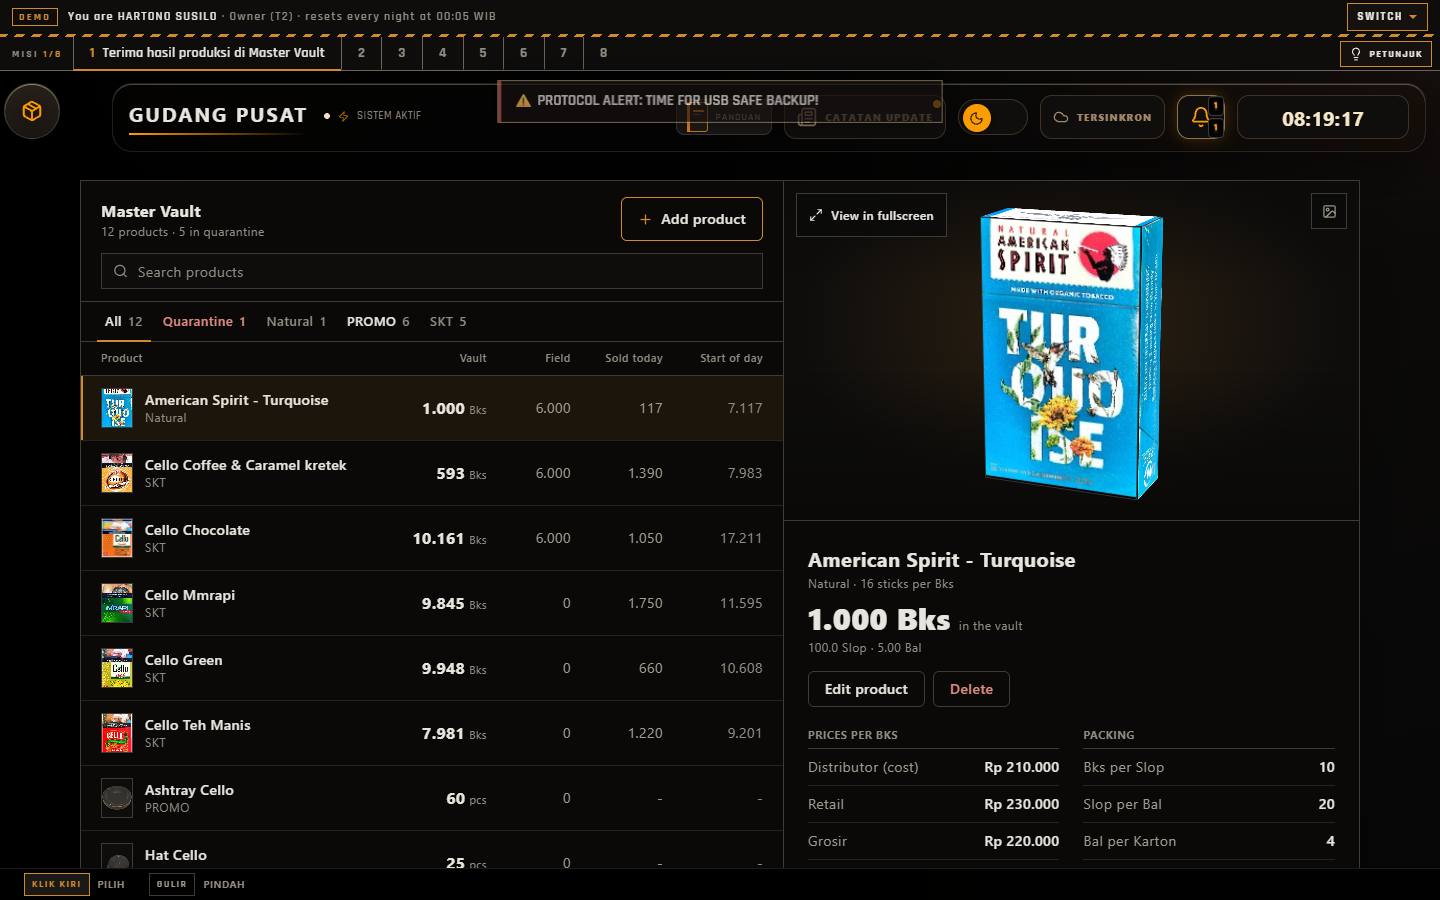 DEMO You are HARTONO SUSILO · Owner (T2) · resets every night at 00:05 WIB SWITCH
MISI 1/8 1 Terima hasil produksi di Master Vault 2 3 4 5 6 7 8 PETUNJUK
PROTOCOL ALERT: TIME FOR USB SAFE BACKUP!
GUDANG PUSAT SISTEM AKTIF PANDUAN CATATAN UPDATE TERSINKRON 1 1 08:19:17
Master Vault
12 products · 5 in quarantine
Add product
Search products
All 12 Quarantine 1 Natural 1 PROMO 6 SKT 5
Product Vault Field Sold today Start of day
American Spirit - Turquoise 1.000 Bks 6.000 117 7.117
Natural
Cello Coffee & Caramel kretek 593 Bks 6.000 1.390 7.983
SKT
Cello Chocolate 10.161 Bks 6.000 1.050 17.211
SKT
Cello Mmrapi 9.845 Bks 0 1.750 11.595
SKT
Cello Green 9.948 Bks 0 660 10.608
SKT
Cello Teh Manis 7.981 Bks 0 1.220 9.201
SKT
Ashtray Cello 60 pcs 0 - -
PROMO
Hat Cello 25 pcs 0 - -
View in fullscreen
NATURAL
AMERICAN
SPIRIT
MADE WITH ORGANIC TOBACCO
TUR
QUO
ISE
American Spirit - Turquoise
Natural · 16 sticks per Bks
1.000 Bks in the vault
100.0 Slop · 5.00 Bal
Edit product Delete
PRICES PER BKS
Distributor (cost) Rp 210.000
Retail Rp 230.000
Grosir Rp 220.000
PACKING
Bks per Slop 10
Slop per Bal 20
Bal per Karton 4
KLIK KIRI PILIH GULIR PINDAH